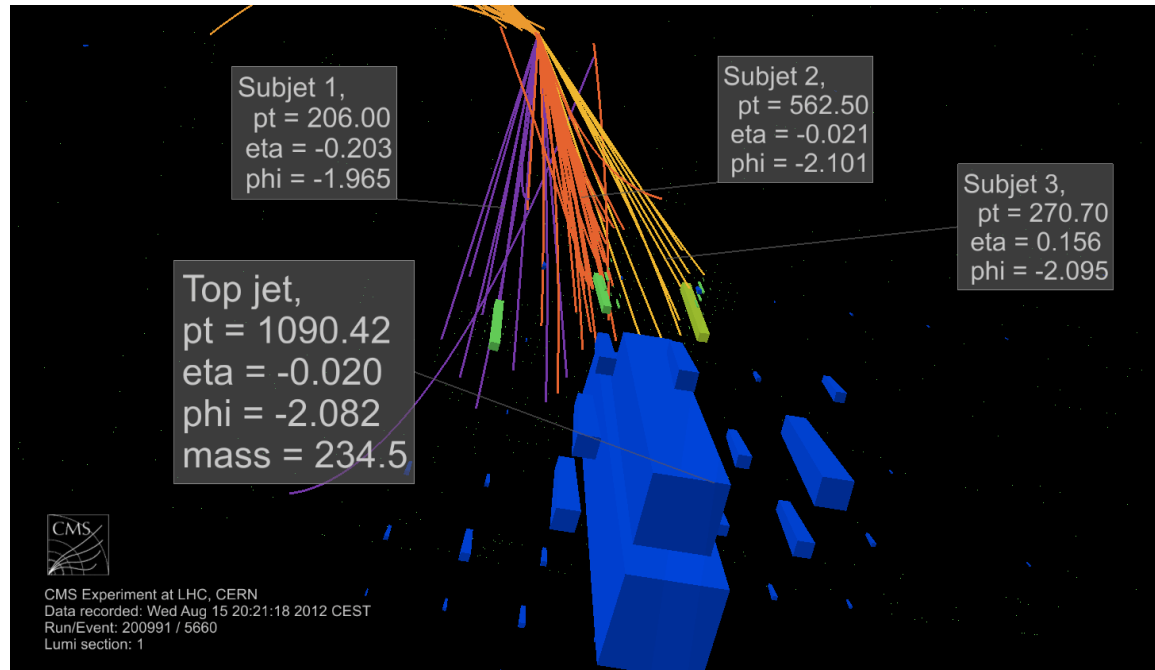 Subjet 1,
pt = 206.00
eta = -0.203
phi = -1.965
Subjet 2,
pt = 562.50
eta = -0.021
phi = -2.101
Subjet 3,
pt = 270.70
eta = 0.156
phi = -2.095
Top jet,
pt = 1090.42
eta = -0.020
phi = -2.082
mass = 234.5
CMS
CMS Experiment at LHC, CERN
Data recorded: Wed Aug 15 20:21:18 2012 CEST
Run/Event: 200991 / 5660
Lumi section: 1